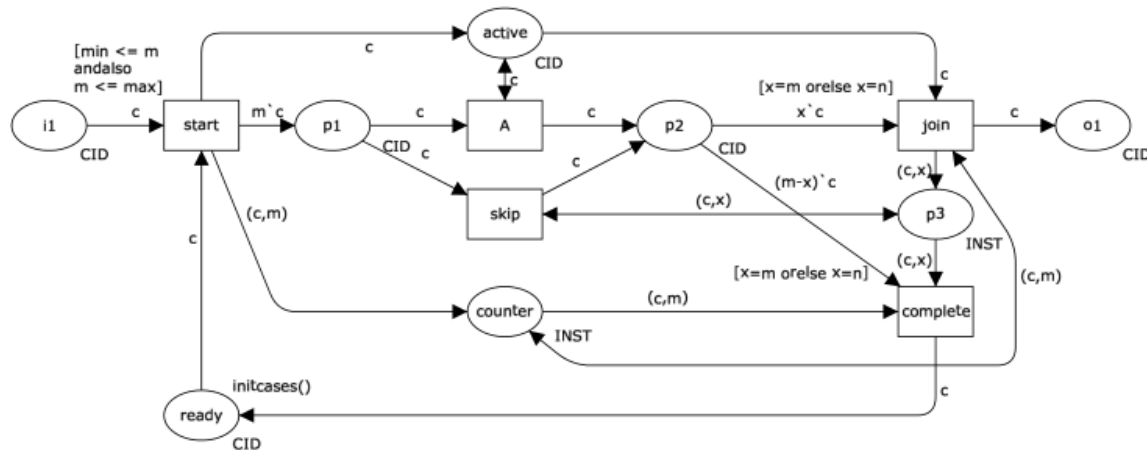 active
CID
c
[min <= m
andalso
m <= max]
c
c
[x=m orelse x=n]
c
i1
CID
c
start
m`c
p1
CID
c
A
c
p2
CID
x`c
join
c
o1
CID
c
c
(m-x)`c
(c,x)
skip
(c,x)
p3
INST
(c,m)
c
(c,x)
(c,m)
[x=m orelse x=n]
counter
INST
(c,m)
complete
initcases()
c
ready
CID